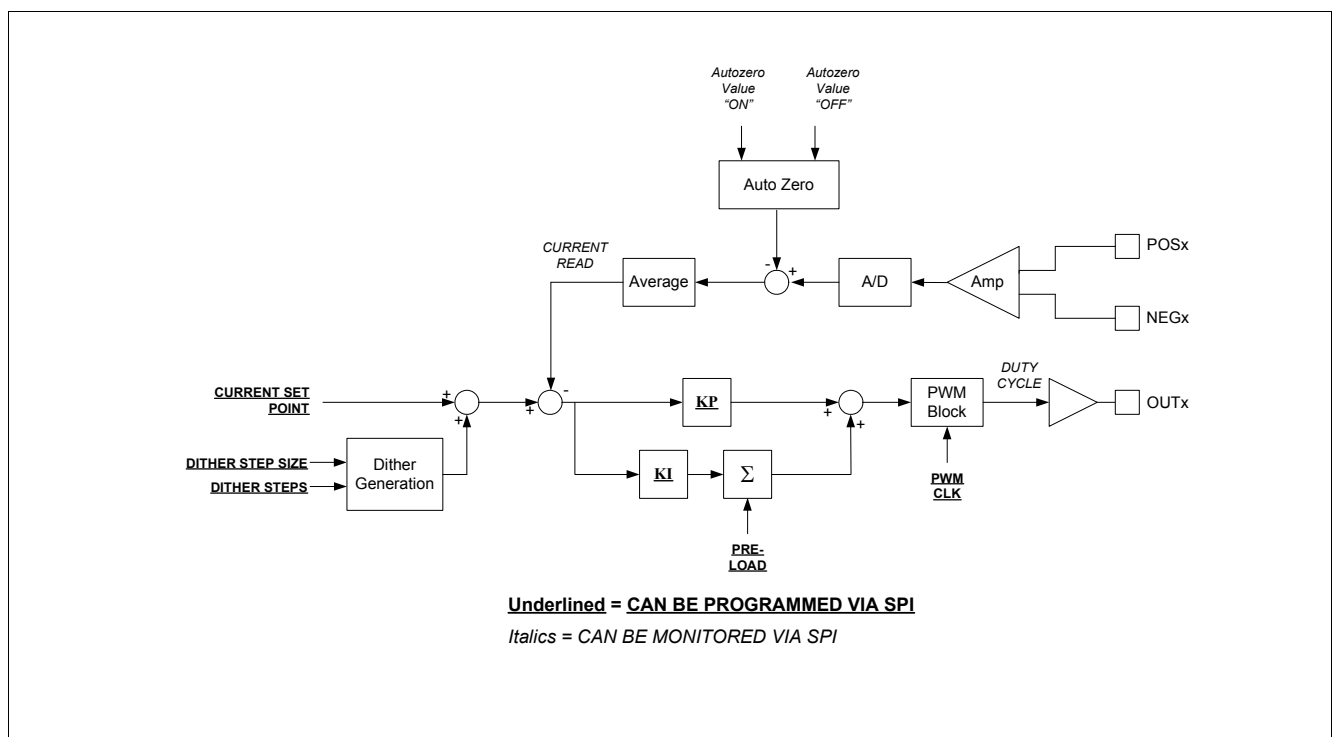 Autozero
Value
“ON”
Autozero
Value
“OFF”
Auto Zero
CURRENT
READ
-
+
Average
A/D
Amp
POSx
NEGx
CURRENT SET
POINT
+
+
+
-
KP
+
+
PWM
Block
DUTY
CYCLE
OUTx
DITHER STEP SIZE
DITHER STEPS
Dither
Generation
KI
Σ
PWM
CLK
PRE-
LOAD
Underlined = CAN BE PROGRAMMED VIA SPI
Italics = CAN BE MONITORED VIA SPI